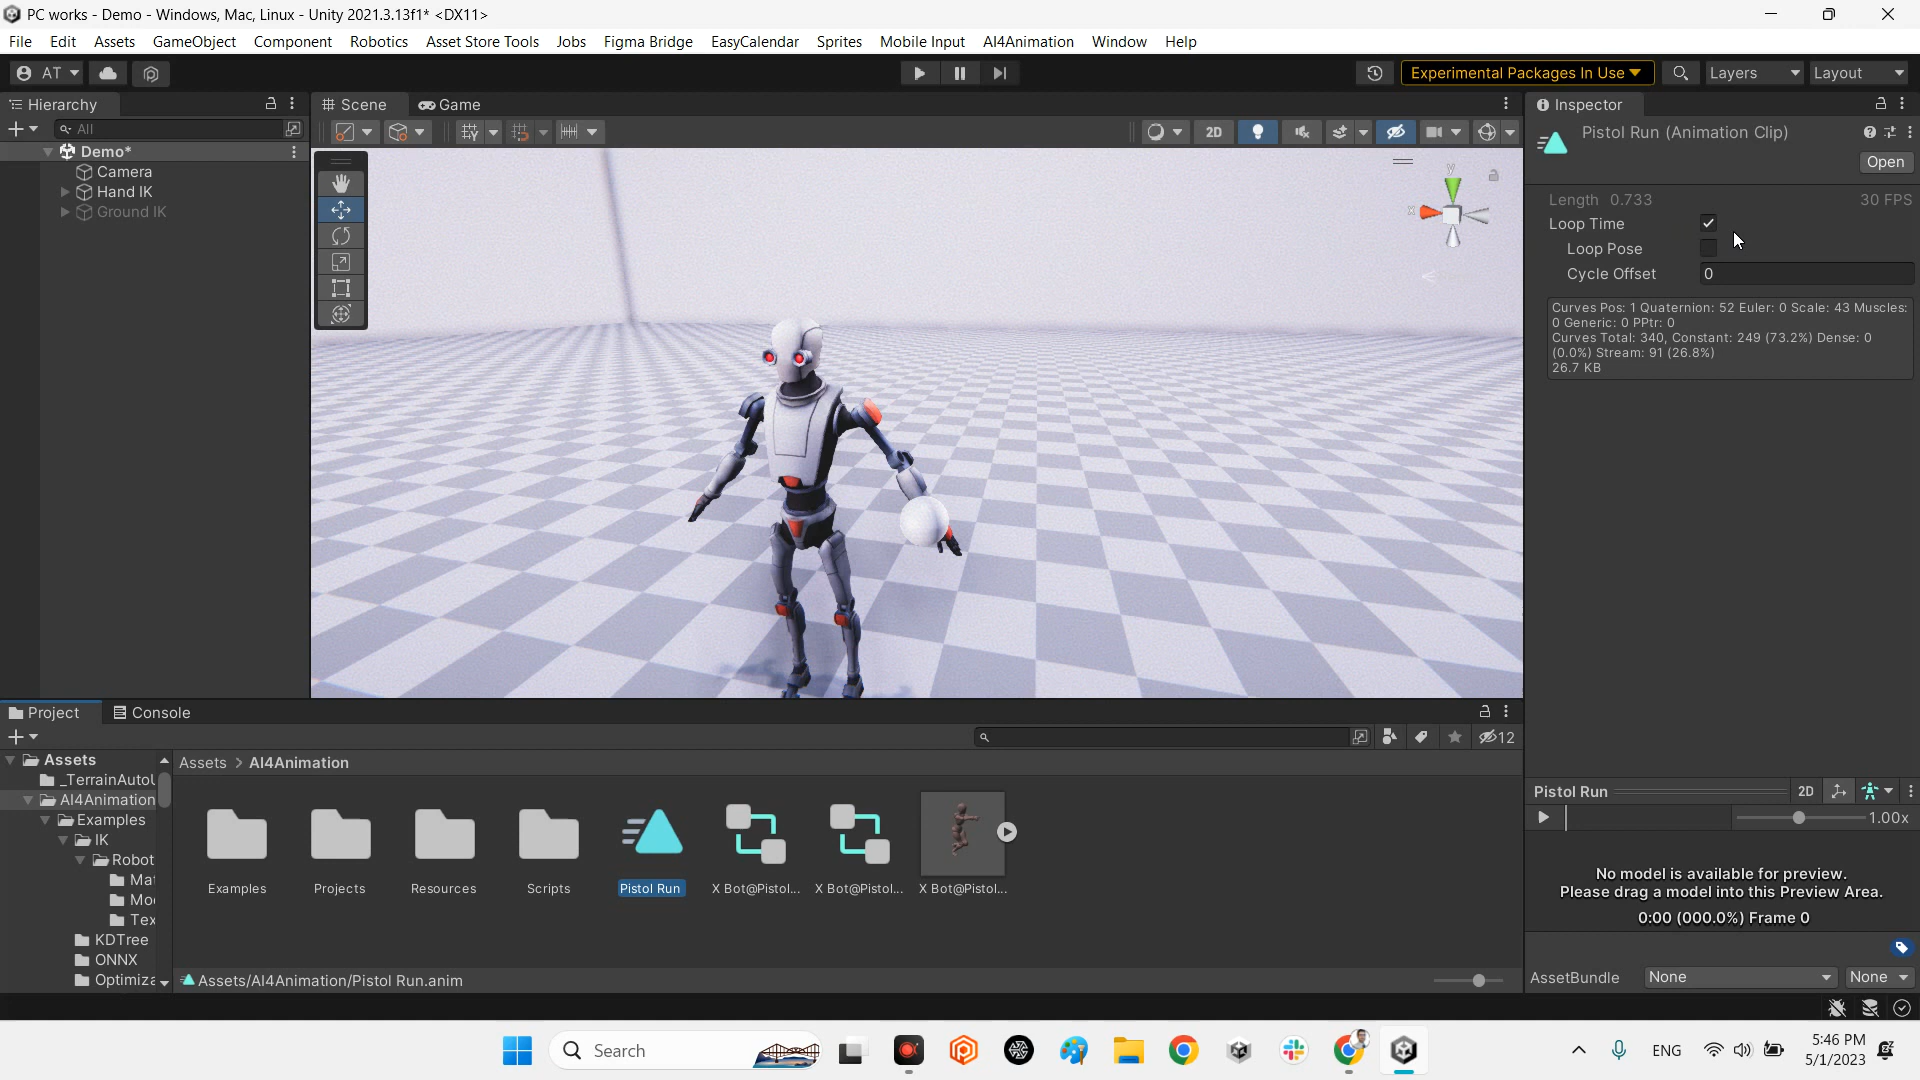 PC works - Demo - Windows, Mac, Linux - Unity 2021.3.13f1* <DX11>
File Edit Assets GameObject Component Robotics Asset Store Tools Jobs Figma Bridge EasyCalendar Sprites Mobile Input AI4Animation Window Help
AT Experimental Packages In Use Layers Layout
Hierarchy
Scene Game
Inspector
All
2D
Pistol Run (Animation Clip)
Open
Demo*
Camera
Hand IK
Ground IK
y
x
Length 0.733 30 FPS
Loop Time
Loop Pose
Cycle Offset 0
Curves Pos: 1 Quaternion: 52 Euler: 0 Scale: 43 Muscles:
0 Generic: 0 PPtr: 0
Curves Total: 340, Constant: 249 (73.2%) Dense: 0
(0.0%) Stream: 91 (26.8%)
26.7 KB
Project Console
12
Assets
_TerrainAutoU
AI4Animation
Examples
IK
Robot
Mat
Mo
Tex
KDTree
ONNX
Optimiza
Assets > AI4Animation
Examples Projects Resources Scripts Pistol Run X Bot@Pistol... X Bot@Pistol... X Bot@Pistol...
Assets/AI4Animation/Pistol Run.anim
Pistol Run 2D
1.00x
No model is available for preview.
Please drag a model into this Preview Area.
0:00 (000.0%) Frame 0
AssetBundle None None
Search
ENG
5:46 PM
5/1/2023